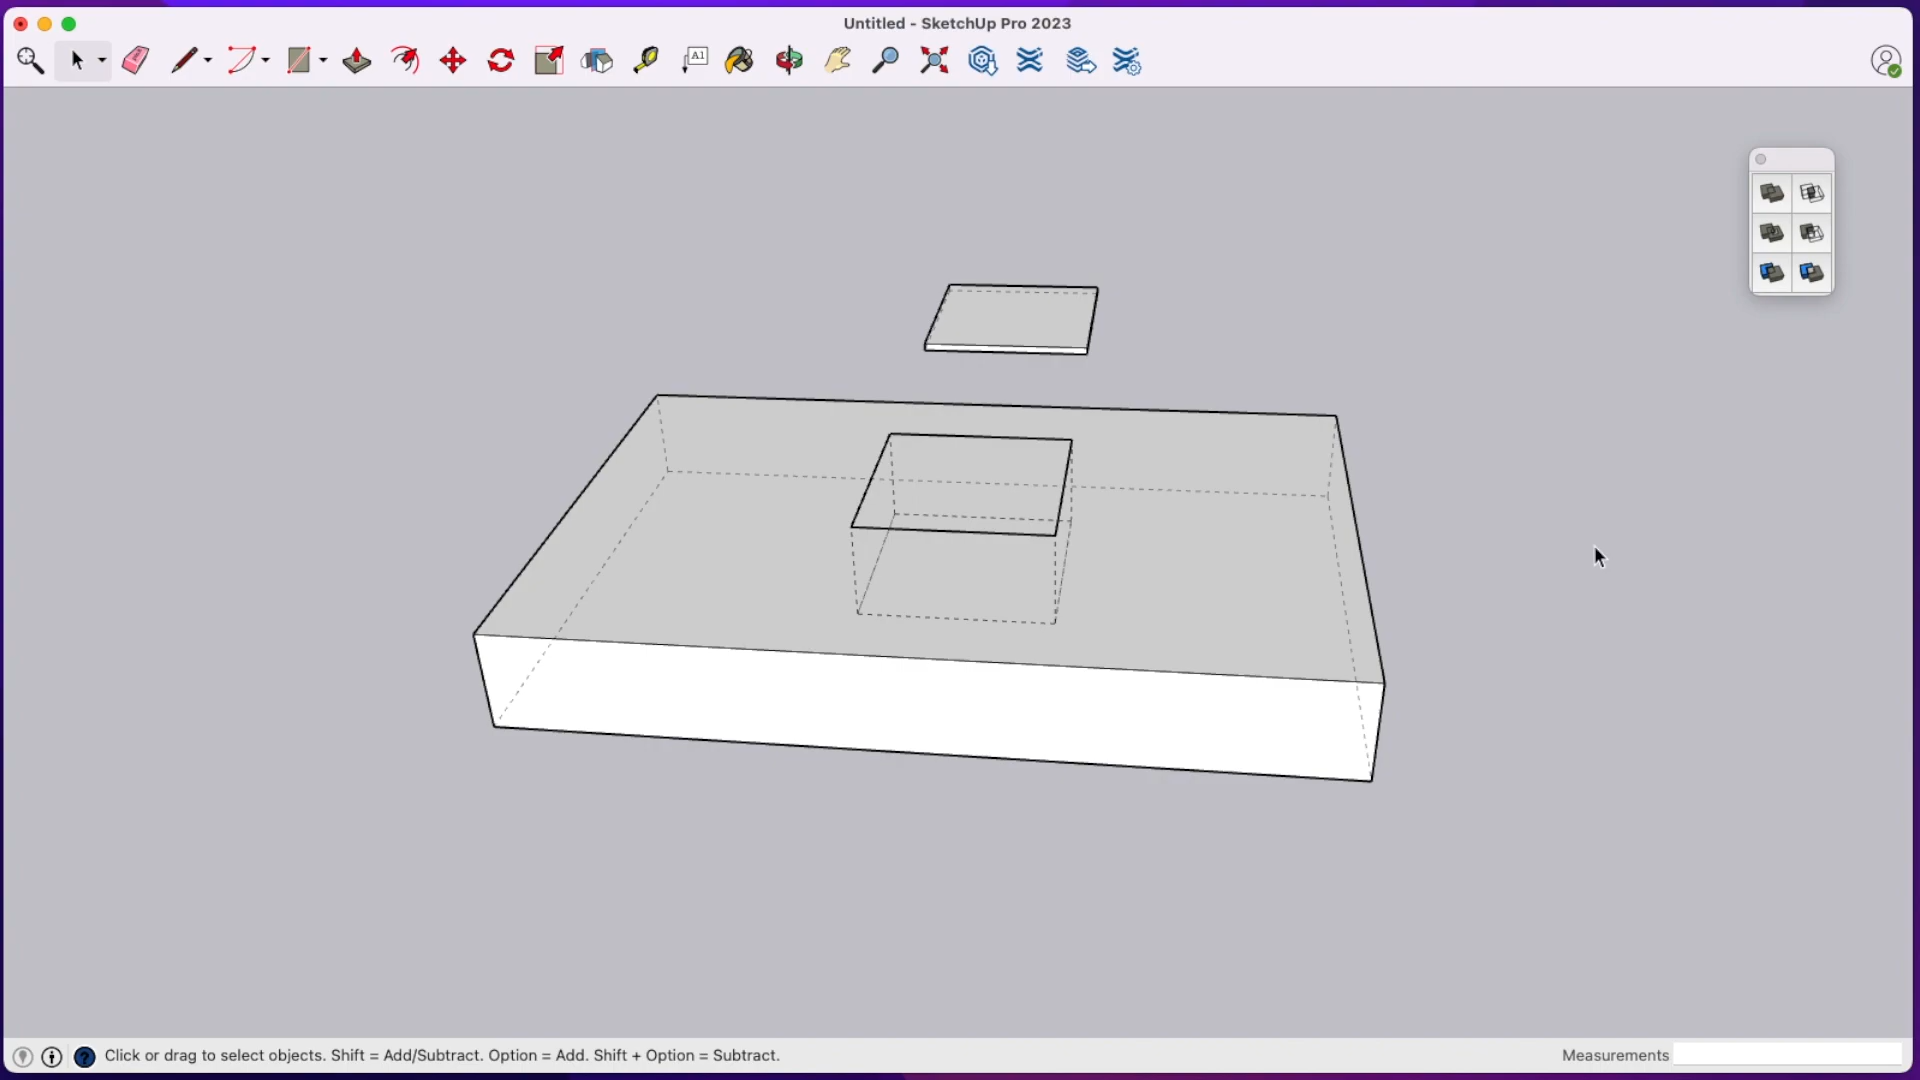 Untitled - SketchUp Pro 2023
A1
Click or drag to select objects. Shift = Add/Subtract. Option = Add. Shift + Option = Subtract.
Measurements